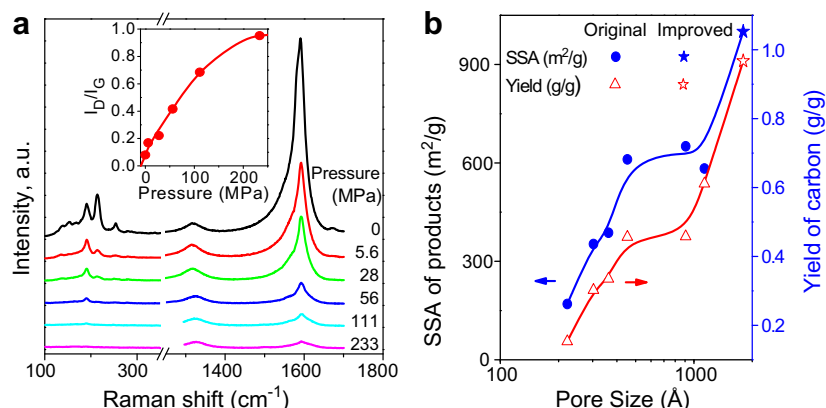 a
Intensity, a.u.
I_D/I_G
1.0
0.8
0.6
0.4
0.2
0.0
0
100
200
Pressure (MPa)
Pressure
(MPa)
0
5.6
28
56
111
233
100
200
300
1400
1600
1800
Raman shift (cm⁻¹)
b
Original Improved
SSA (m²/g)
Yield (g/g)
SSA of products (m²/g)
900
600
300
0
Yield of carbon (g/g)
1.0
0.8
0.6
0.4
0.2
100
1000
Pore Size (Å)